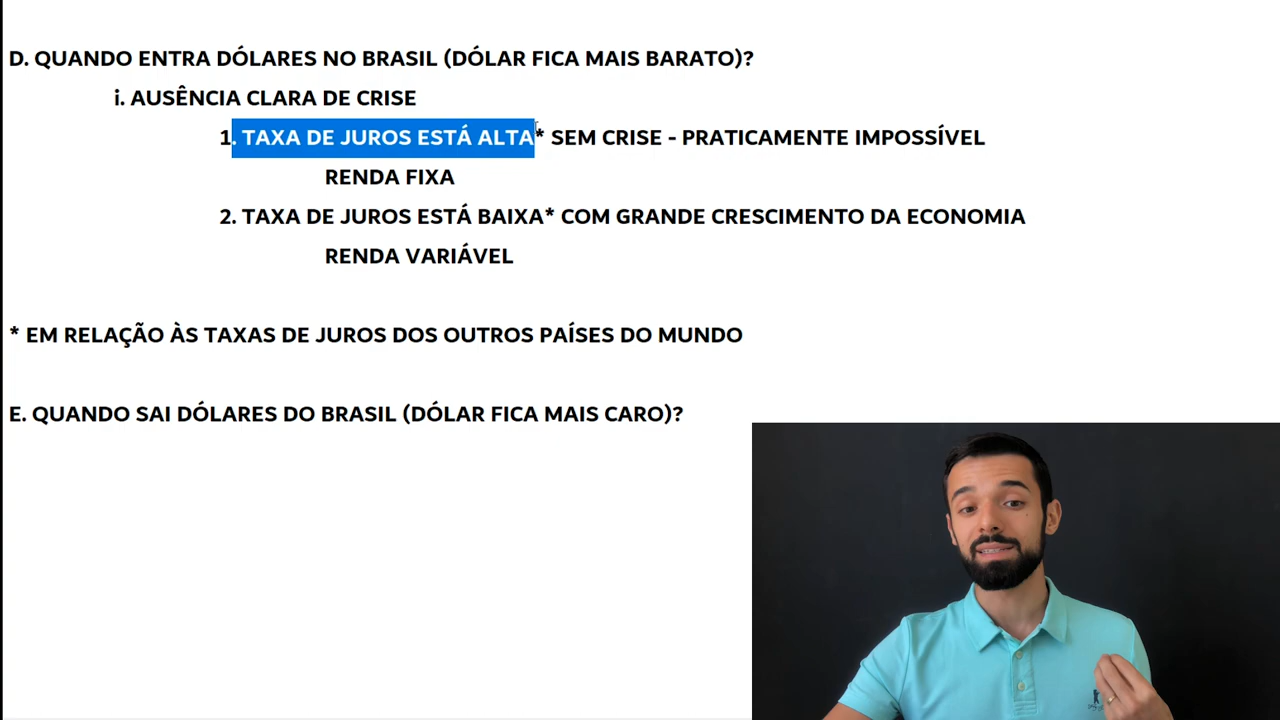 D. QUANDO ENTRA DÓLARES NO BRASIL (DÓLAR FICA MAIS BARATO)?
i. AUSÊNCIA CLARA DE CRISE
1. TAXA DE JUROS ESTÁ ALTA* SEM CRISE - PRATICAMENTE IMPOSSÍVEL
RENDA FIXA
2. TAXA DE JUROS ESTÁ BAIXA* COM GRANDE CRESCIMENTO DA ECONOMIA
RENDA VARIÁVEL
* EM RELAÇÃO ÀS TAXAS DE JUROS DOS OUTROS PAÍSES DO MUNDO
E. QUANDO SAI DÓLARES DO BRASIL (DÓLAR FICA MAIS CARO)?